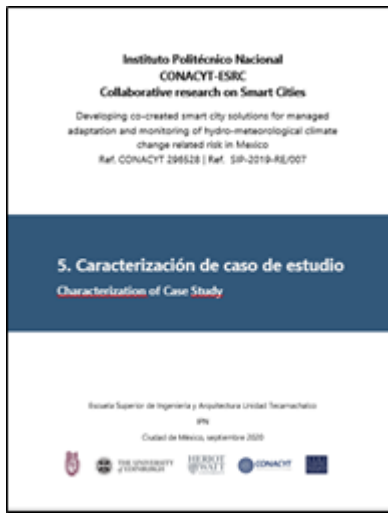 Instituto Politécnico Nacional
CONACYT-ESRC
Collaborative research on Smart Cities
Developing co-created smart city solutions for managed
adaptation and monitoring of hydro-meteorological climate
change related risk in Mexico
Ref. CONACYT 296528 | Ref. SIP-2019-RE/007
5. Caracterización de caso de estudio
Characterization of Case Study
Escuela Superior de Ingeniería y Arquitectura Unidad Tecamachalco
IPN
Ciudad de México, septiembre 2020
THE UNIVERSITY
of EDINBURGH
HERIOT
WATT
UNIVERSITY
CONACYT